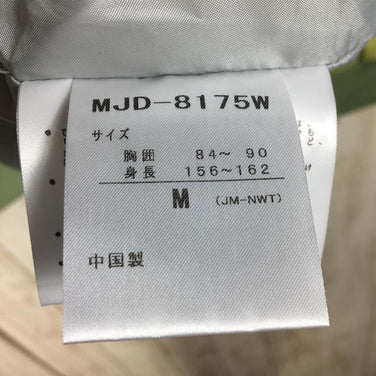 MJD-8175W
サイズ
胸囲 84～ 90
身長 156～162
M (JM-NWT)
中国製